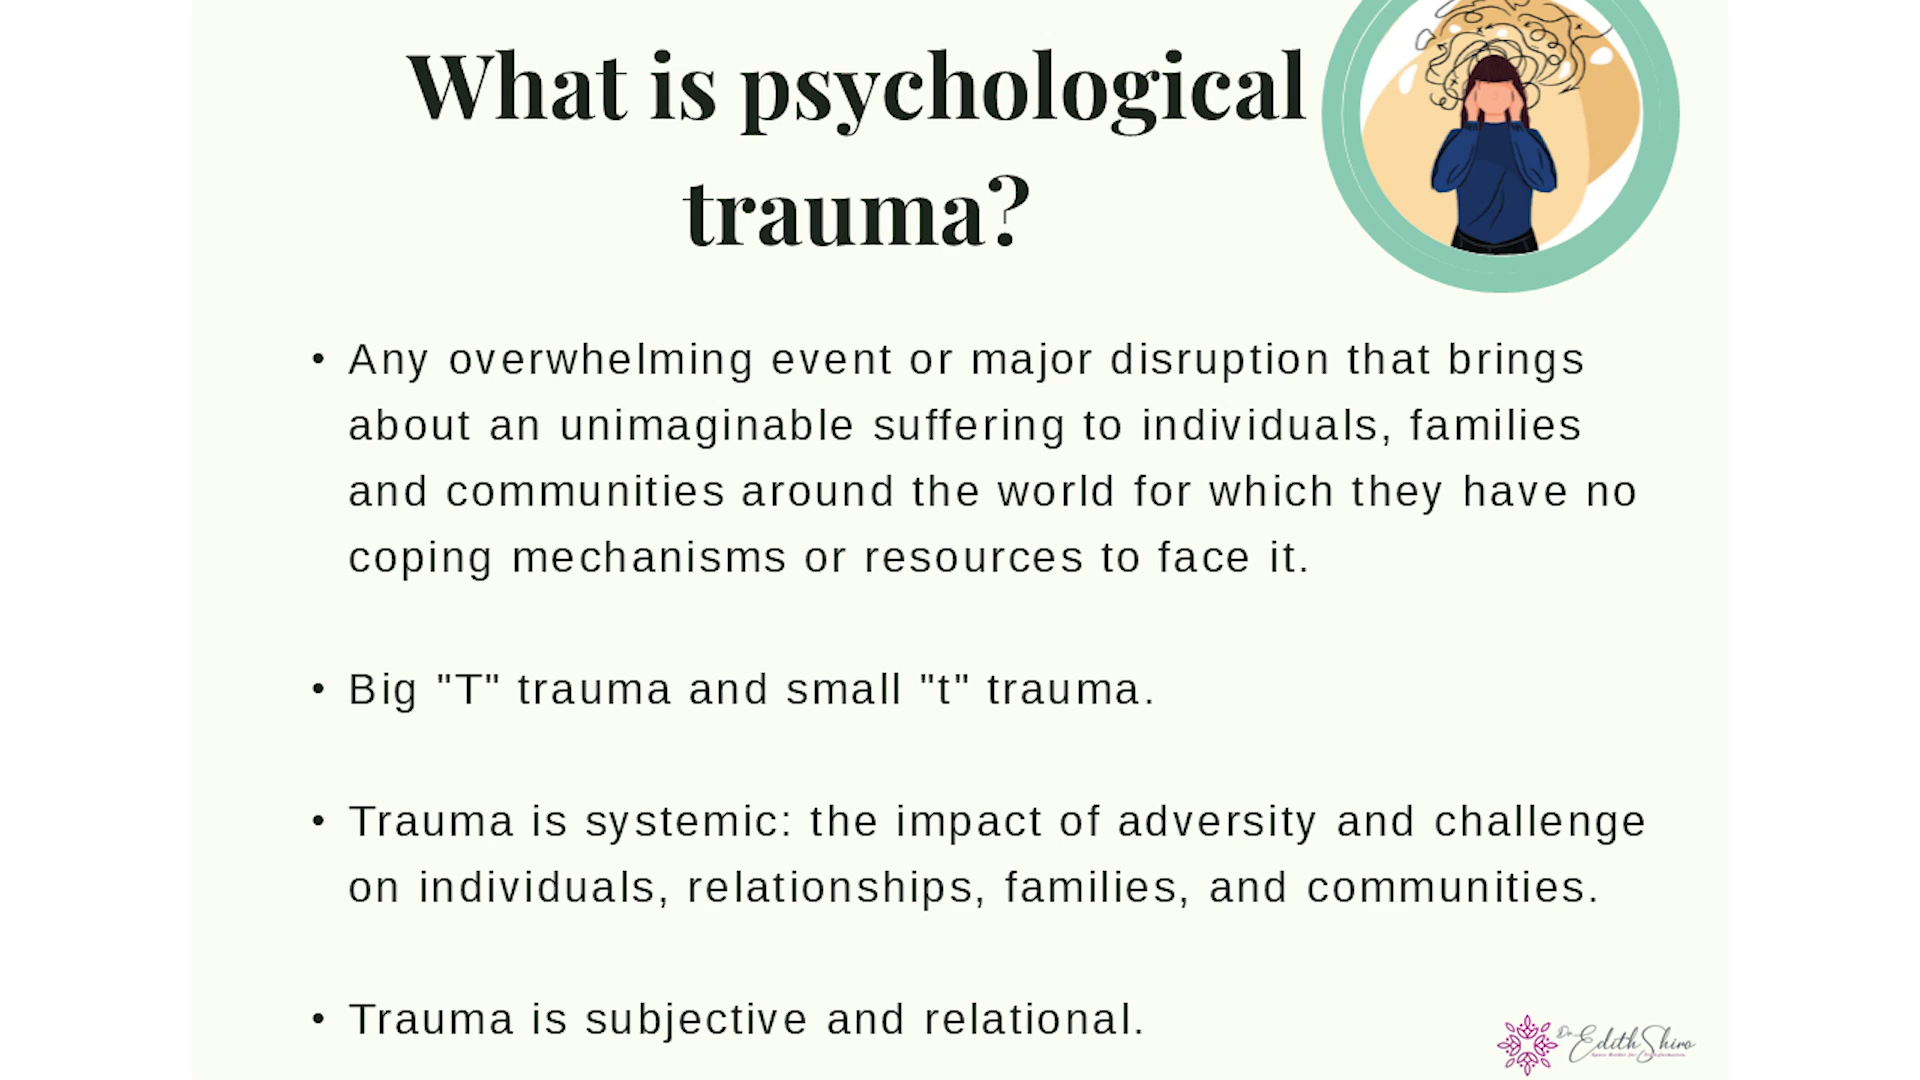 What is psychological
trauma?
• Any overwhelming event or major disruption that brings
about an unimaginable suffering to individuals, families
and communities around the world for which they have no
coping mechanisms or resources to face it.
• Big "T" trauma and small "t" trauma.
• Trauma is systemic: the impact of adversity and challenge
on individuals, relationships, families, and communities.
• Trauma is subjective and relational.
Dr. Edith Shiro